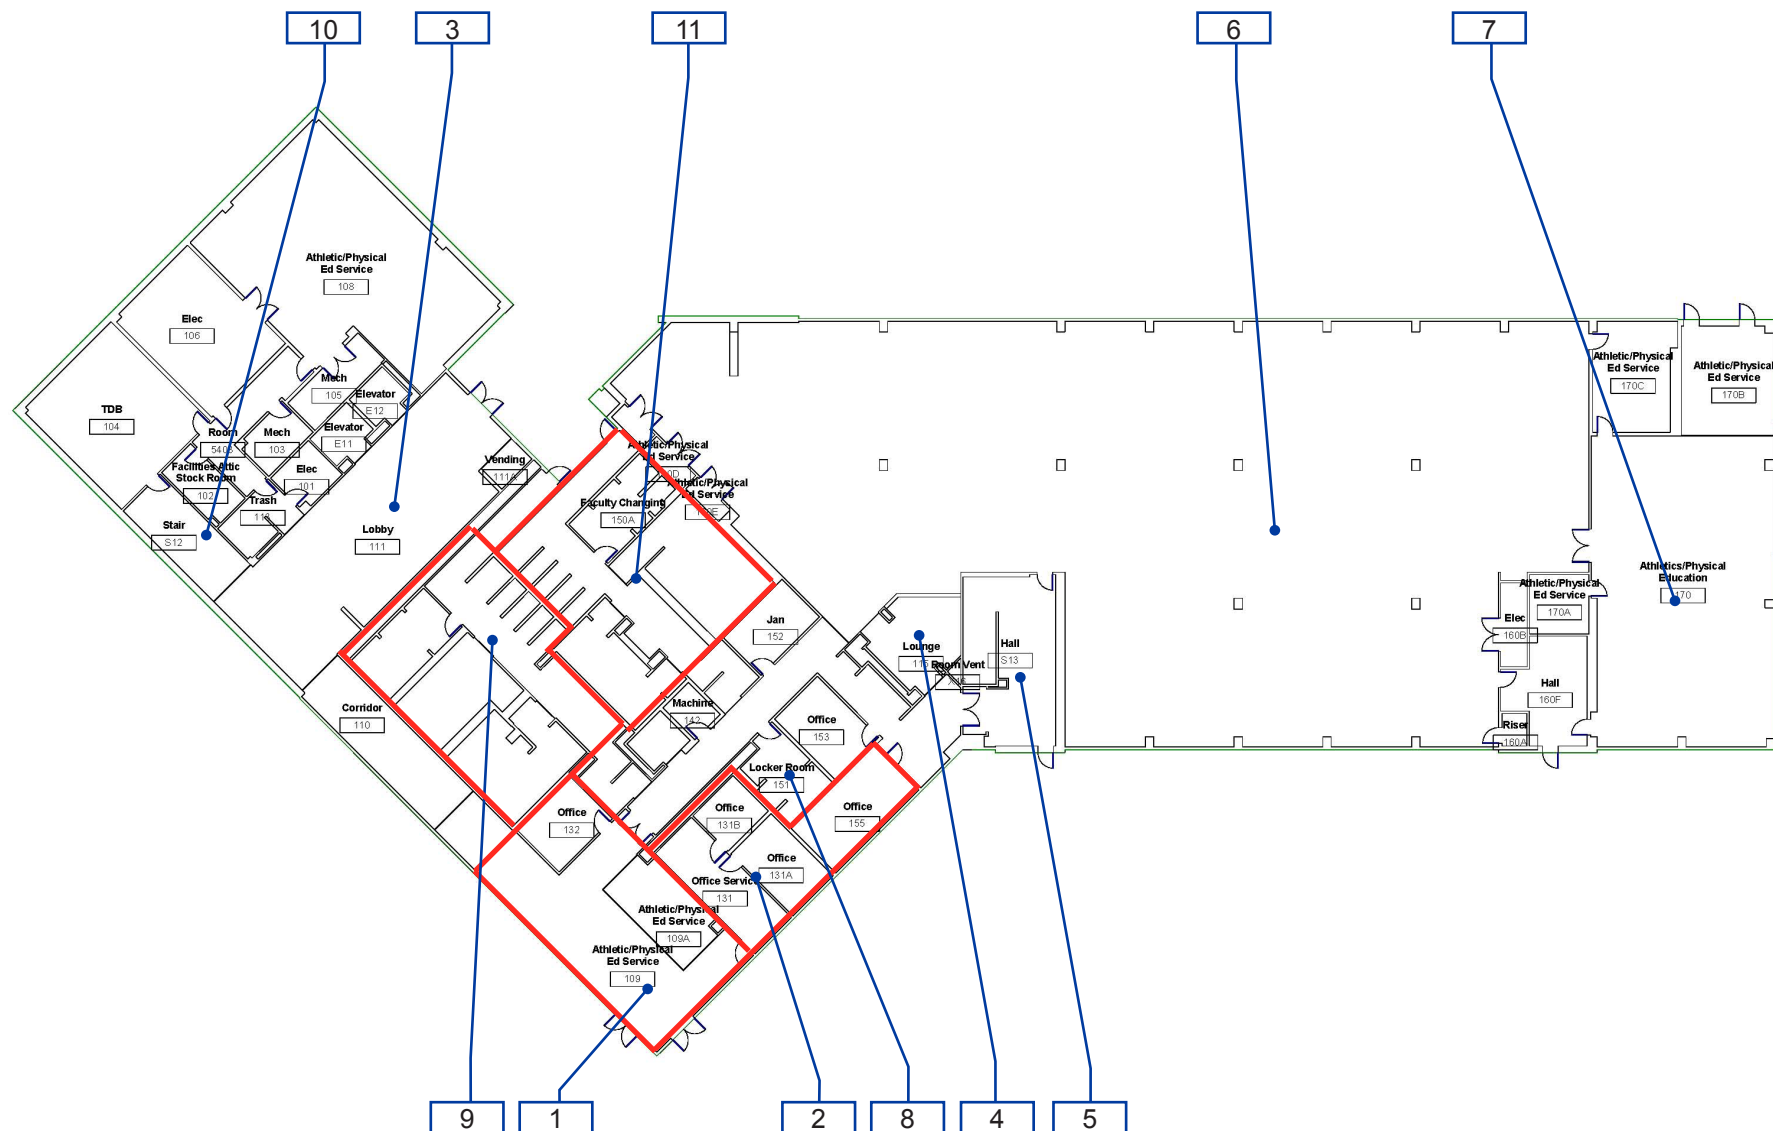 10
3
11
6
7
Athletic/Physical
Ed Service
108
Elec
106
Mech
105
Elevator
E12
TDB
104
Room
540B
Mech
103
Elevator
E11
Facilities Attic
Stock Room
102
Elec
101
Trash
Stair
S12
Lobby
111
Vending
111A
Athletic/Physical
Ed Service
Faculty Changing
150A
Athletic/Physical
Ed Service
Athletic/Physical
Ed Service
170C
Athletic/Physical
Ed Service
170B
Athletics/Physical
Education
170
Athletic/Physical
Ed Service
170A
Elec
160B
Hall
160F
Riser
160A
Jan
152
Lounge
Room Vent
Hall
S13
Corridor
110
Machine
142
Office
153
Locker Room
151
Office
155
Office
132
Office
131B
Office
131A
Office Service
131
Athletic/Physical
Ed Service
109A
Athletic/Physical
Ed Service
109
9
1
2
8
4
5